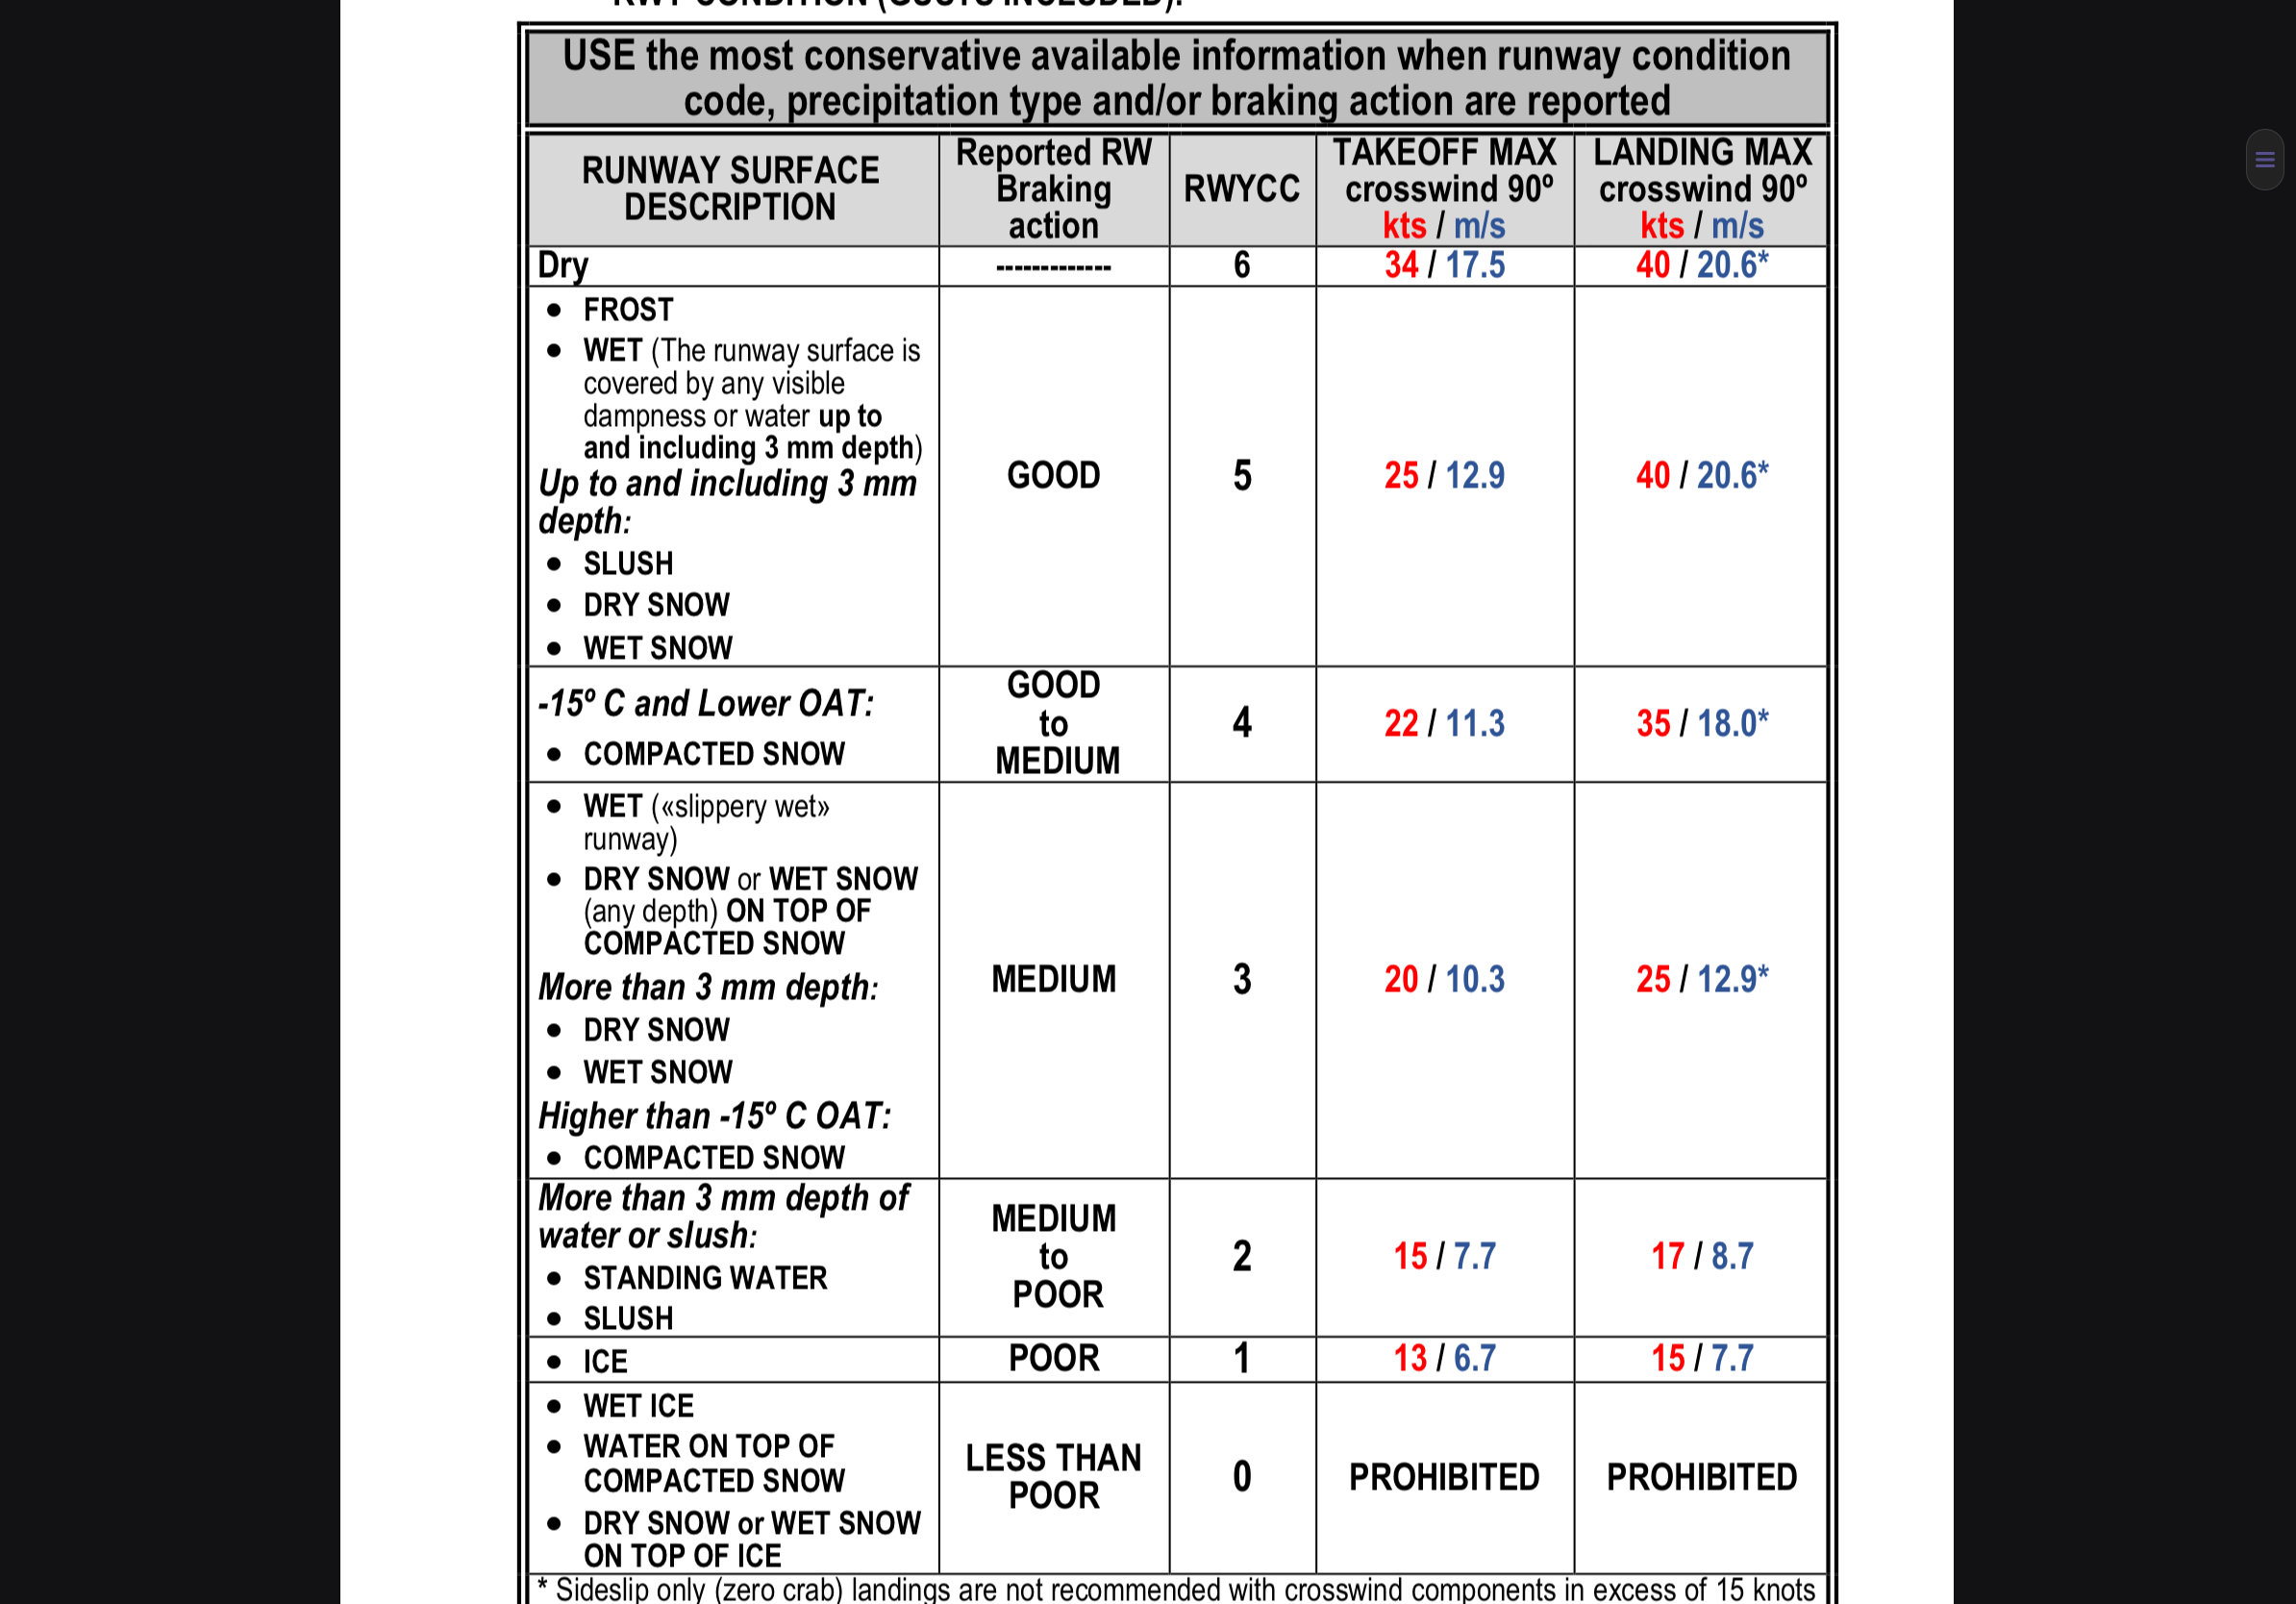 RWY CONDITION (GUSTS INCLUDED):
USE the most conservative available information when runway condition
code, precipitation type and/or braking action are reported
RUNWAY SURFACE
DESCRIPTION
Reported RW
Braking
action
RWYCC
TAKEOFF MAX
crosswind 90º
kts / m/s
LANDING MAX
crosswind 90º
kts / m/s
Dry
-------------
6
34 / 17.5
40 / 20.6*
● FROST
● WET (The runway surface is
covered by any visible
dampness or water up to
and including 3 mm depth)
Up to and including 3 mm
depth:
● SLUSH
● DRY SNOW
● WET SNOW
GOOD
5
25 / 12.9
40 / 20.6*
-15º C and Lower OAT:
● COMPACTED SNOW
GOOD
to
MEDIUM
4
22 / 11.3
35 / 18.0*
● WET («slippery wet»
runway)
● DRY SNOW or WET SNOW
(any depth) ON TOP OF
COMPACTED SNOW
More than 3 mm depth:
● DRY SNOW
● WET SNOW
Higher than -15º C OAT:
● COMPACTED SNOW
MEDIUM
3
20 / 10.3
25 / 12.9*
More than 3 mm depth of
water or slush:
● STANDING WATER
● SLUSH
MEDIUM
to
POOR
2
15 / 7.7
17 / 8.7
● ICE
POOR
1
13 / 6.7
15 / 7.7
● WET ICE
● WATER ON TOP OF
COMPACTED SNOW
● DRY SNOW or WET SNOW
ON TOP OF ICE
LESS THAN
POOR
0
PROHIBITED
PROHIBITED
* Sideslip only (zero crab) landings are not recommended with crosswind components in excess of 15 knots